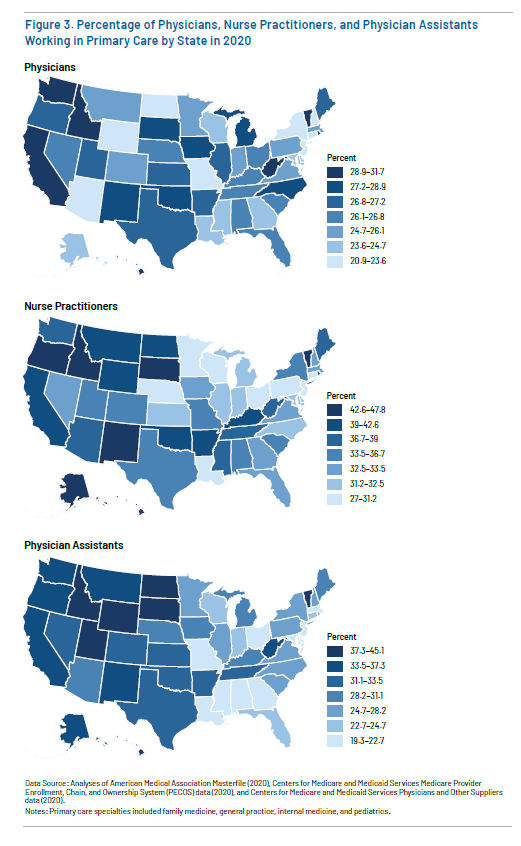 Figure 3. Percentage of Physicians, Nurse Practitioners, and Physician Assistants
Working in Primary Care by State in 2020
Physicians
Percent
28.9–31.7
27.2–28.9
26.8–27.2
26.1–26.8
24.7–26.1
23.6–24.7
20.9–23.6
Nurse Practitioners
Percent
42.6–47.8
39–42.6
36.7–39
33.5–36.7
32.5–33.5
31.2–32.5
27–31.2
Physician Assistants
Percent
37.3–45.1
33.5–37.3
31.1–33.5
28.2–31.1
24.7–28.2
22.7–24.7
19.3–22.7
Data Source: Analyses of American Medical Association Masterfile (2020), Centers for Medicare and Medicaid Services Medicare Provider
Enrollment, Chain, and Ownership System (PECOS) data (2020), and Centers for Medicare and Medicaid Services Physicians and Other Suppliers
data (2020).
Notes: Primary care specialties included family medicine, general practice, internal medicine, and pediatrics.